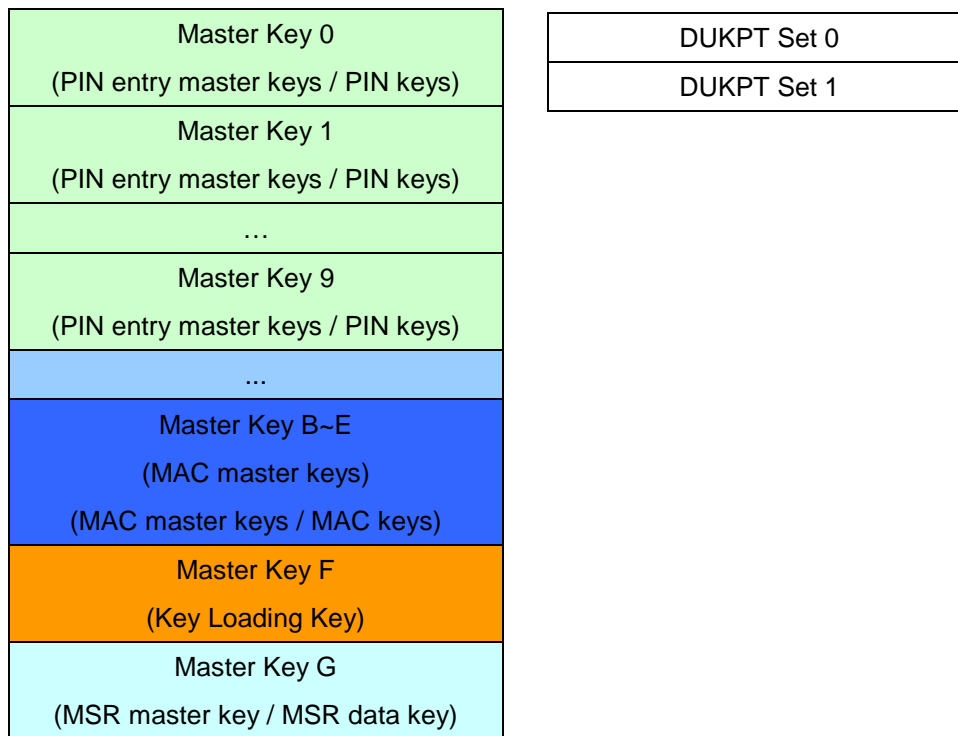 Master Key 0
(PIN entry master keys / PIN keys)
Master Key 1
(PIN entry master keys / PIN keys)
…
Master Key 9
(PIN entry master keys / PIN keys)
...
Master Key B~E
(MAC master keys)
(MAC master keys / MAC keys)
Master Key F
(Key Loading Key)
Master Key G
(MSR master key / MSR data key)
DUKPT Set 0
DUKPT Set 1